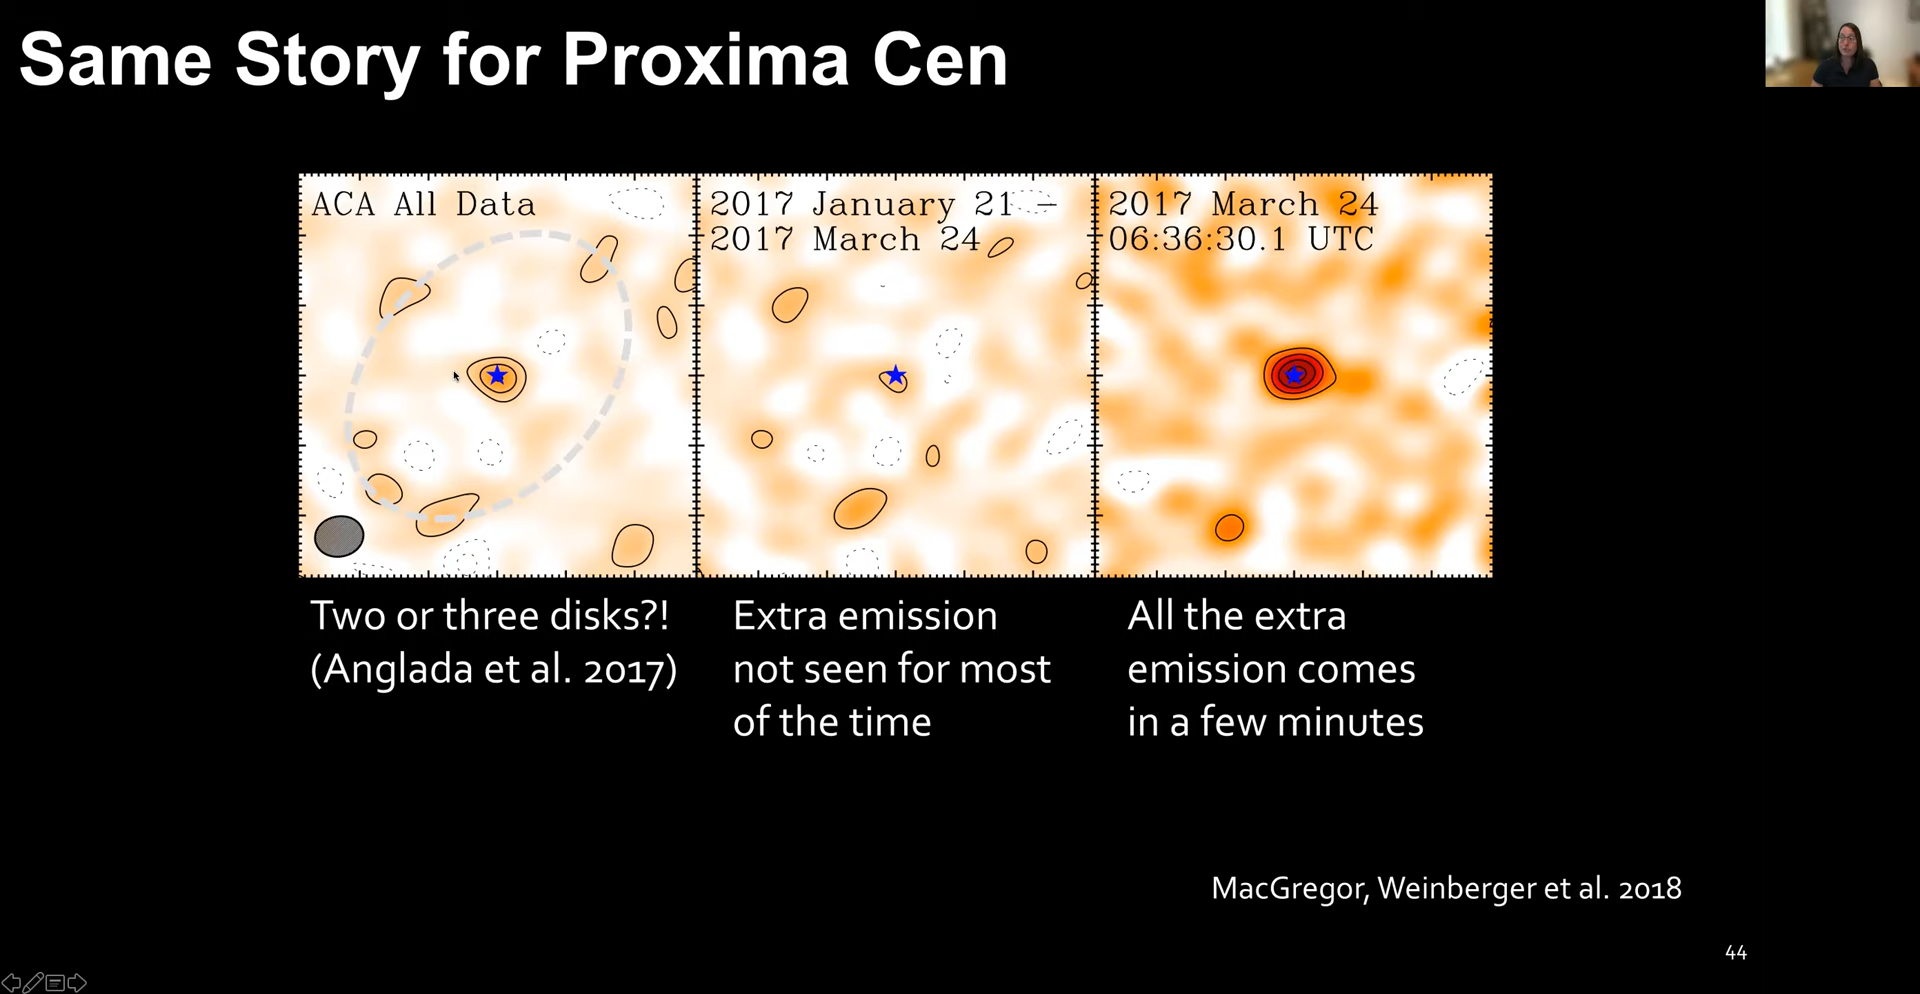 Same Story for Proxima Cen
ACA All Data
2017 January 21 –
2017 March 24
2017 March 24
06:36:30.1 UTC
Two or three disks?!
(Anglada et al. 2017)
Extra emission
not seen for most
of the time
All the extra
emission comes
in a few minutes
MacGregor, Weinberger et al. 2018
44